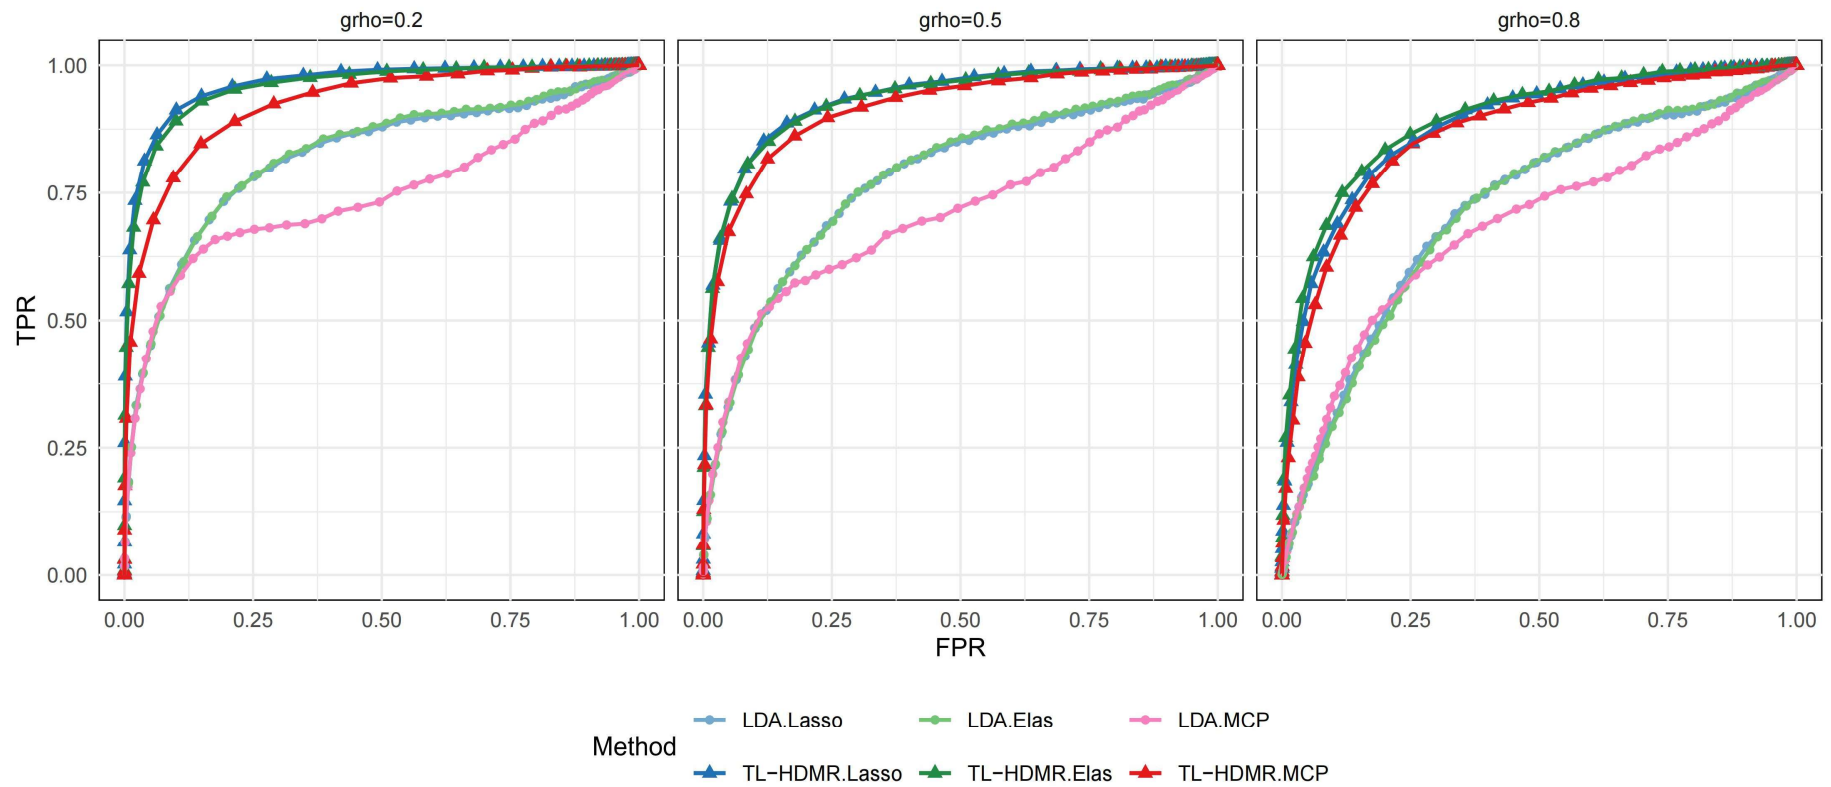 grho=0.2 grho=0.5 grho=0.8
1.00
0.75
0.50
0.25
0.00
TPR
0.00 0.25 0.50 0.75 1.00 0.00 0.25 0.50 0.75 1.00 0.00 0.25 0.50 0.75 1.00
FPR
Method
LDA.Lasso LDA.Elas LDA.MCP
TL−HDMR.Lasso TL−HDMR.Elas TL−HDMR.MCP